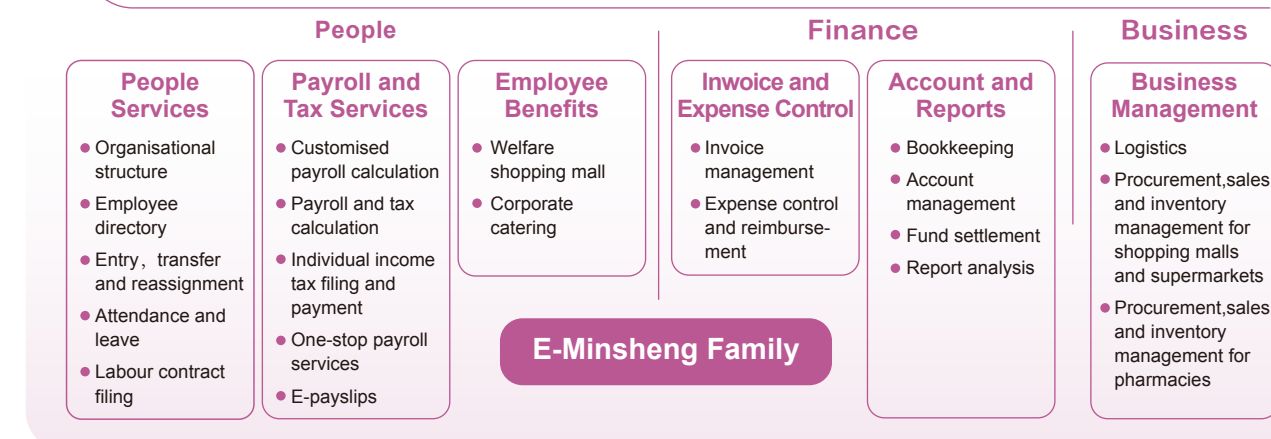 People
People
Services
Organisational
structure
Employee
directory
Entry，transfer
and reassignment
Attendance and
leave
Labour contract
filing
Payroll and
Tax Services
Customised
payroll calculation
Payroll and tax
calculation
Individual income
tax filing and
payment
One-stop payroll
services
E-payslips
Employee
Benefits
Welfare
shopping mall
Corporate
catering
Finance
Inwoice and
Expense Control
Invoice
management
Expense control
and reimburse-
ment
Account and
Reports
Bookkeeping
Account
management
Fund settlement
Report analysis
Business
Business
Management
Logistics
Procurement,sales
and inventory
management for
shopping malls
and supermarkets
Procurement,sales
and inventory
management for
pharmacies
E-Minsheng Family